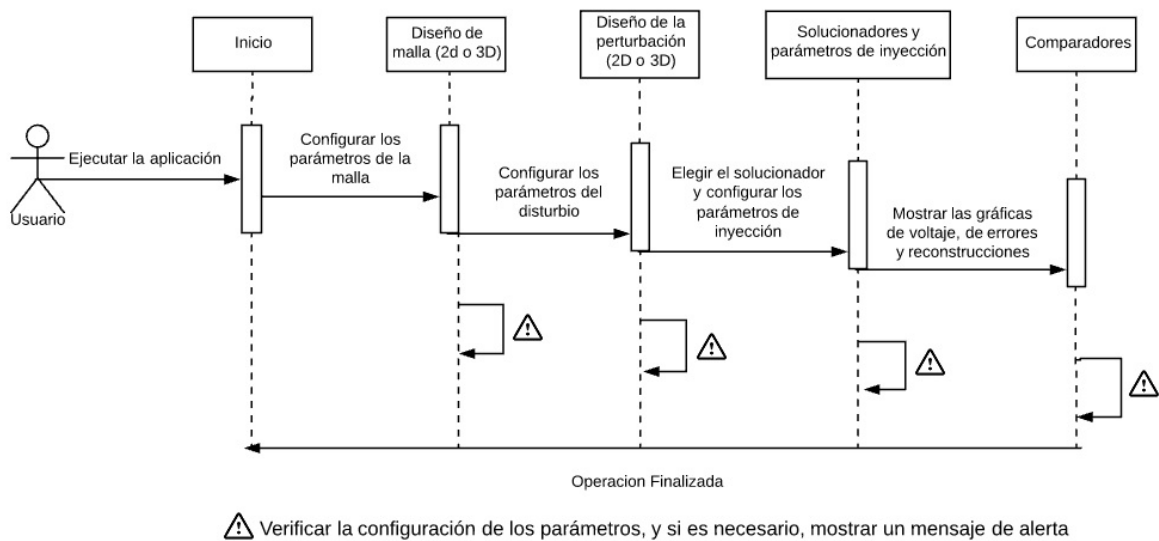 Inicio
Diseño de
malla (2d o 3D)
Diseño de la
perturbación
(2D o 3D)
Solucionadores y
parámetros de inyección
Comparadores
Ejecutar la aplicación
Usuario
Configurar los
parámetros de la
malla
Configurar los
parámetros del
disturbio
Elegir el solucionador
y configurar los
parámetros de
inyección
Mostrar las gráficas
de voltaje, de errores
y reconstrucciones
Operacion Finalizada
Verificar la configuración de los parámetros, y si es necesario, mostrar un mensaje de alerta